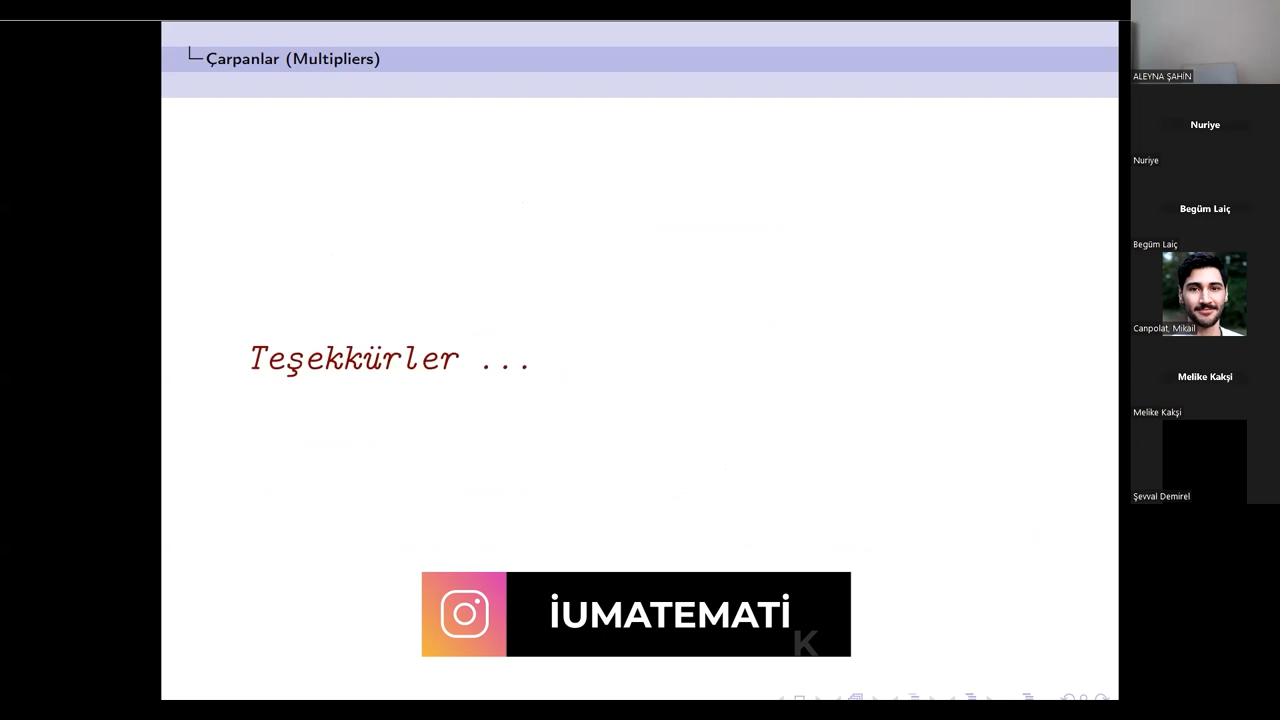 Çarpanlar (Multipliers)
Teşekkürler ...
İUMATEMATİK
ALEYNA ŞAHİN
Nuriye
Nuriye
Begüm Laiç
Begüm Laiç
Canpolat, Mikail
Melike Kakşi
Melike Kakşi
Şevval Demirel